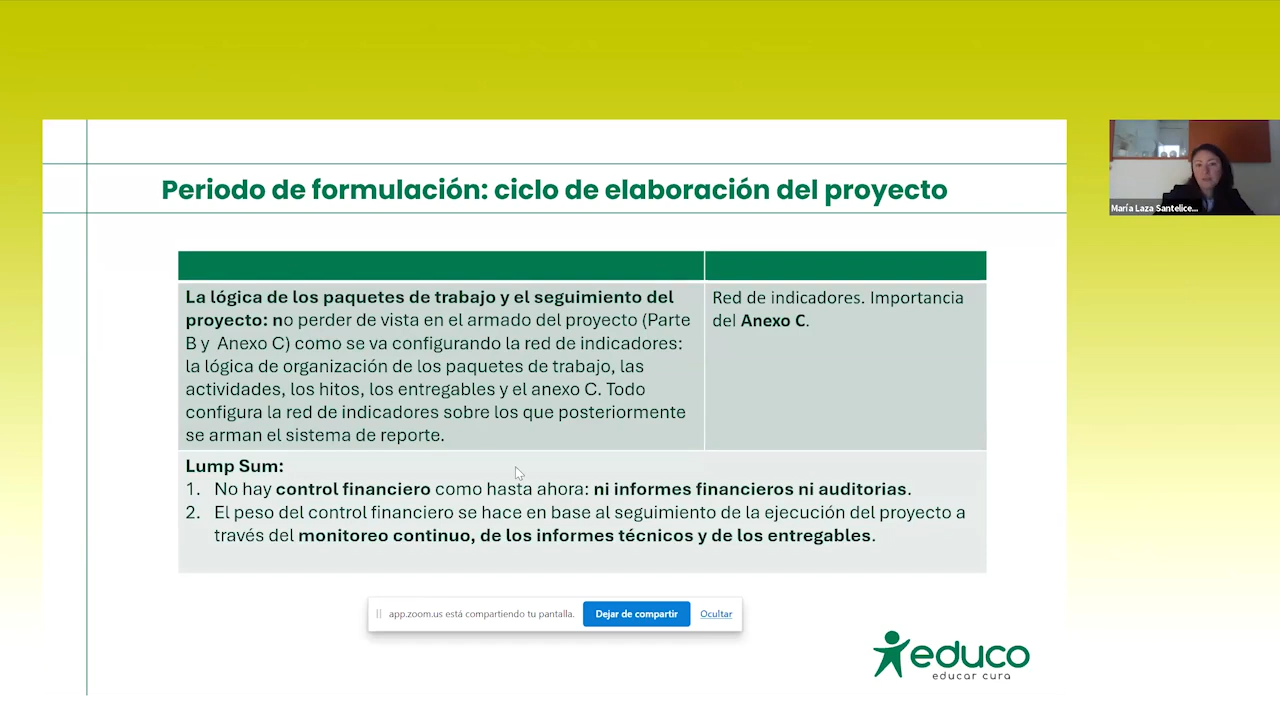 Periodo de formulación: ciclo de elaboración del proyecto
María Laza Santelice...
La lógica de los paquetes de trabajo y el seguimiento del
proyecto: no perder de vista en el armado del proyecto (Parte
B y Anexo C) como se va configurando la red de indicadores:
la lógica de organización de los paquetes de trabajo, las
actividades, los hitos, los entregables y el anexo C. Todo
configura la red de indicadores sobre los que posteriormente
se arman el sistema de reporte.
Red de indicadores. Importancia
del Anexo C.
Lump Sum:
1. No hay control financiero como hasta ahora: ni informes financieros ni auditorias.
2. El peso del control financiero se hace en base al seguimiento de la ejecución del proyecto a
través del monitoreo continuo, de los informes técnicos y de los entregables.
app.zoom.us está compartiendo tu pantalla. Dejar de compartir Ocultar
educo
educar cura